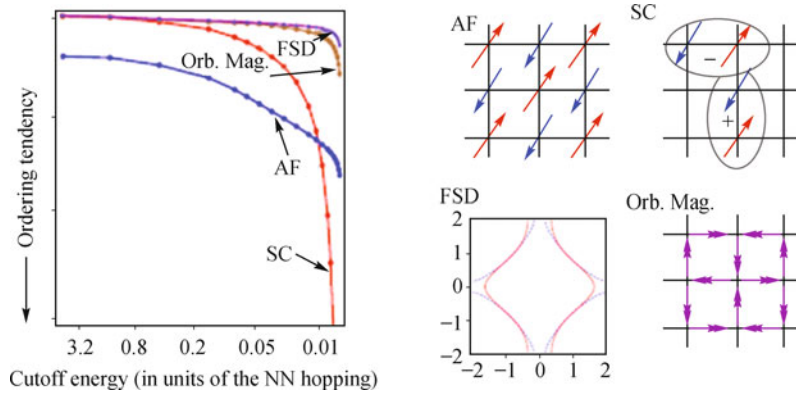 FSD
Orb. Mag.
AF
SC
Ordering tendency
3.2 0.8 0.2 0.05 0.01
Cutoff energy (in units of the NN hopping)
AF
SC
−
+
FSD
2
1
0
−1
−2
−2 −1 0 1 2
Orb. Mag.